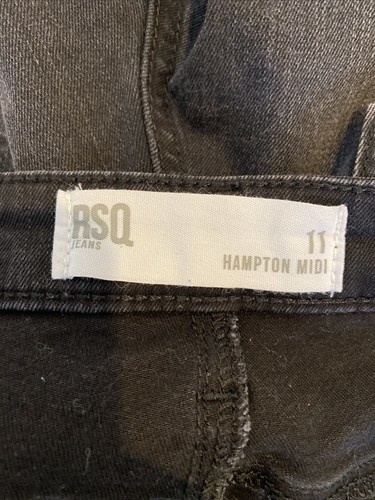 RSQ
JEANS
11
HAMPTON MIDI